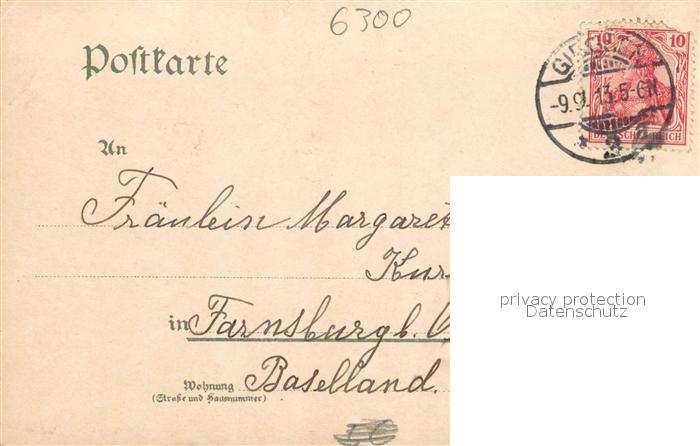 6300
Postkarte
10 10
GIESSEN
-9.9.13.5-6N.
DEUTSCHES REICH
An
Fräulein Margaret
Kur
privacy protection
Datenschutz
in Farnsburg b.
Baselland.
Wohnung
(Straße und Hausnummer)